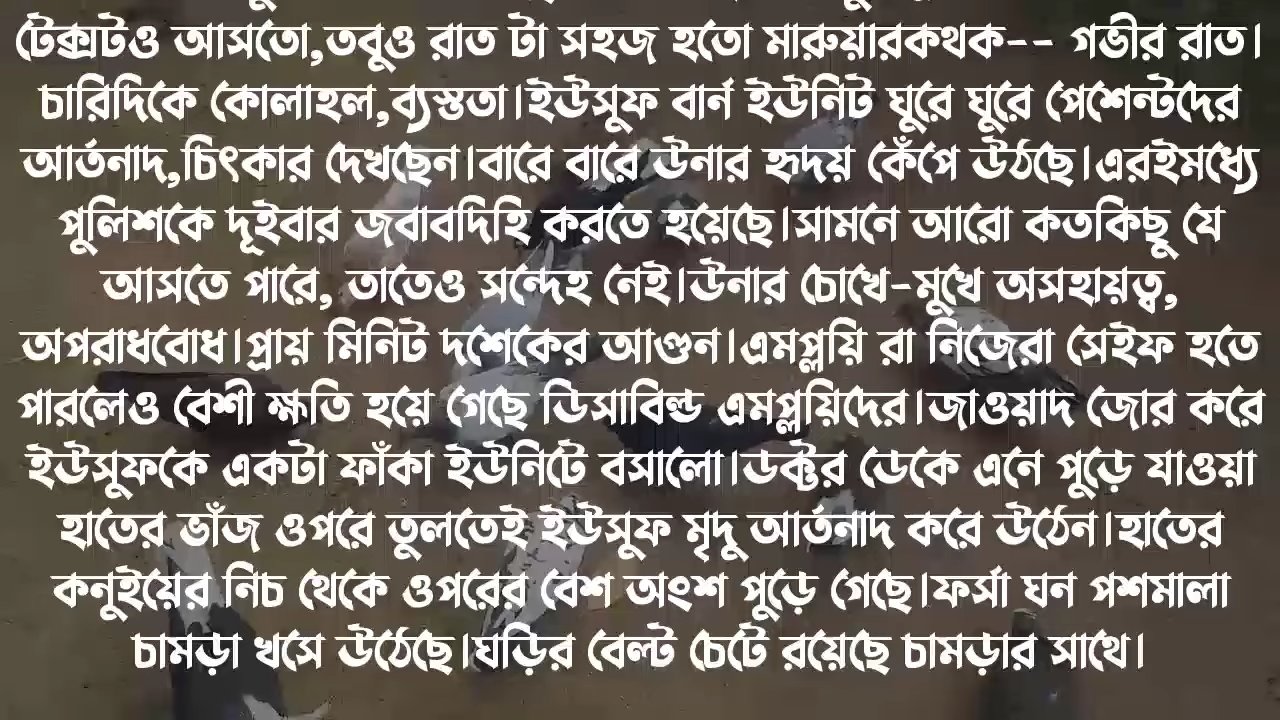 টেক্সটও আসতো,তবুও রাত টা সহজ হতো মারুয়ারকথক-- গভীর রাত।
চারিদিকে কোলাহল,ব্যস্ততা।ইউসুফ বার্ন ইউনিট ঘুরে ঘুরে পেশেন্টদের
আর্তনাদ,চিৎকার দেখছেন।বারে বারে উনার হৃদয় কেঁপে উঠছে।এরইমধ্যে
পুলিশকে দূইবার জবাবদিহি করতে হয়েছে।সামনে আরো কতকিছু যে
আসতে পারে, তাতেও সন্দেহ নেই।উনার চোখে-মুখে অসহায়ত্ব,
অপরাধবোধ।প্রায় মিনিট দশেকের আগুন।এমপ্লয়ি রা নিজেরা সেইফ হতে
পারলেও বেশী ক্ষতি হয়ে গেছে ডিসাবিল্ড এমপ্লয়িদের।জাওয়াদ জোর করে
ইউসুফকে একটা ফাঁকা ইউনিটে বসালো।ডক্টর ডেকে এনে পুড়ে যাওয়া
হাতের ভাঁজ ওপরে তুলতেই ইউসুফ মৃদু আর্তনাদ করে উঠেন।হাতের
কনুইয়ের নিচ থেকে ওপরের বেশ অংশ পুড়ে গেছে।ফর্সা ঘন পশমালা
চামড়া খসে উঠেছে।ঘড়ির বেল্ট চেটে রয়েছে চামড়ার সাথে।